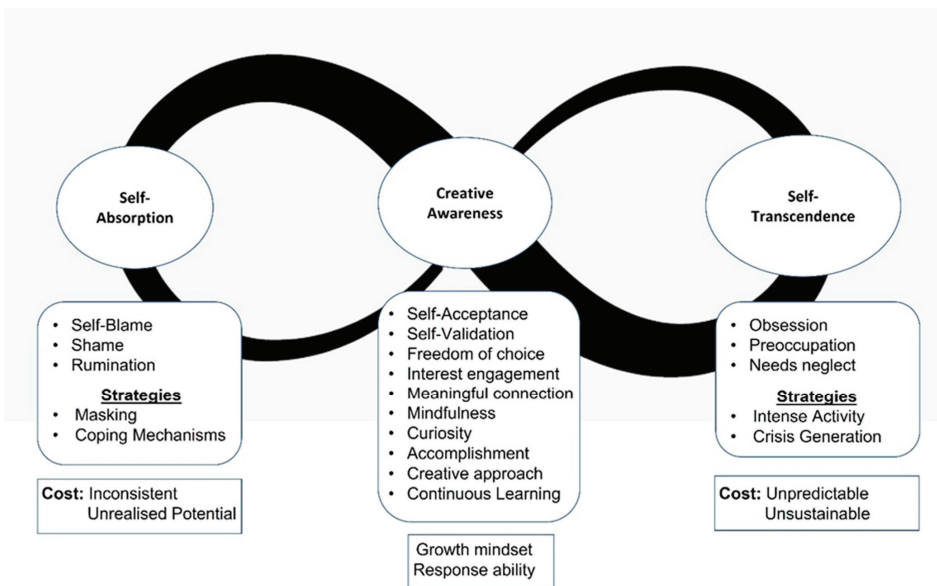 Self-
Absorption
Creative
Awareness
Self-
Transcendence
• Self-Blame
• Shame
• Rumination
Strategies
• Masking
• Coping Mechanisms
Cost: Inconsistent
Unrealised Potential
• Self-Acceptance
• Self-Validation
• Freedom of choice
• Interest engagement
• Meaningful connection
• Mindfulness
• Curiosity
• Accomplishment
• Creative approach
• Continuous Learning
Growth mindset
Response ability
• Obsession
• Preoccupation
• Needs neglect
Strategies
• Intense Activity
• Crisis Generation
Cost: Unpredictable
Unsustainable